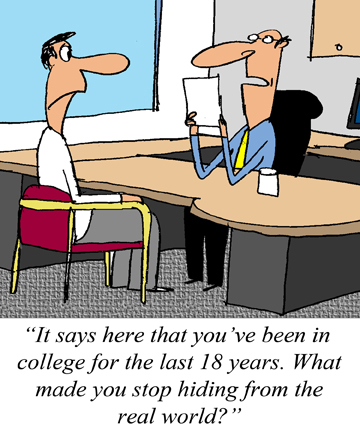 “It says here that you’ve been in
college for the last 18 years. What
made you stop hiding from the
real world?”